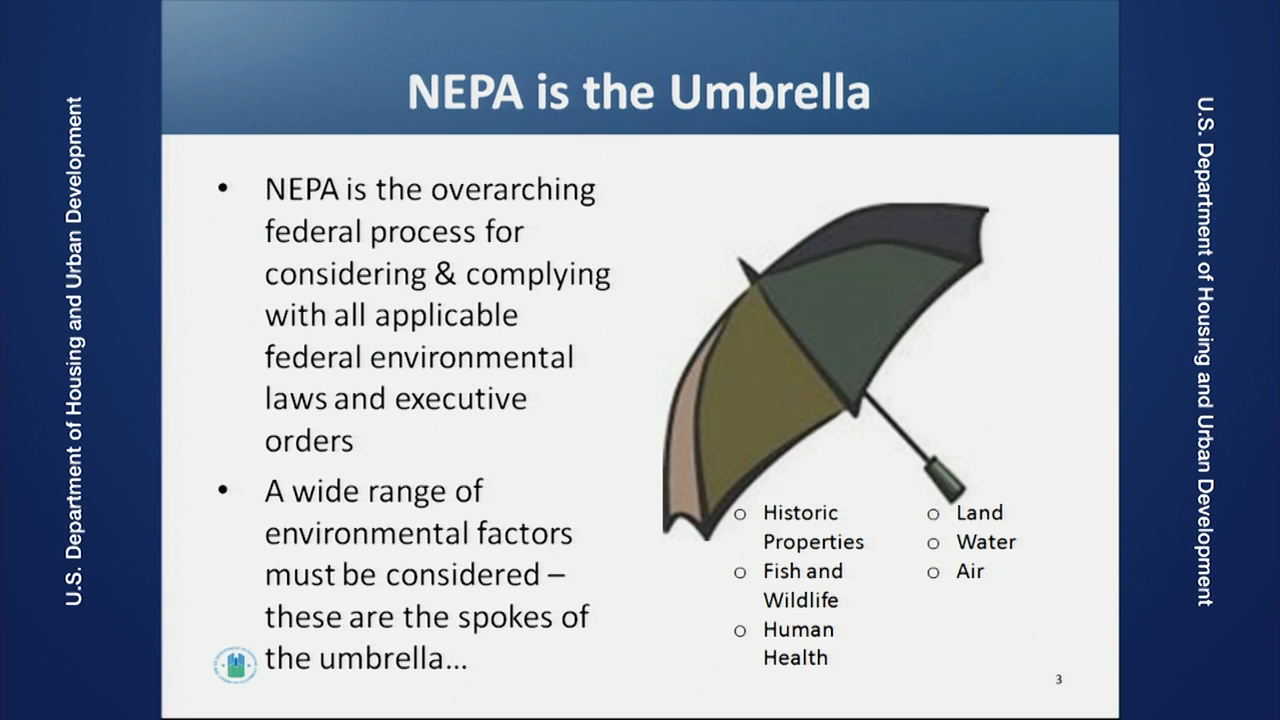 U.S. Department of Housing and Urban Development
NEPA is the Umbrella
• NEPA is the overarching
federal process for
considering & complying
with all applicable
federal environmental
laws and executive
orders
• A wide range of
environmental factors
must be considered –
these are the spokes of
the umbrella...
o Historic
Properties
o Fish and
Wildlife
o Human
Health
o Land
o Water
o Air
3
U.S. Department of Housing and Urban Development